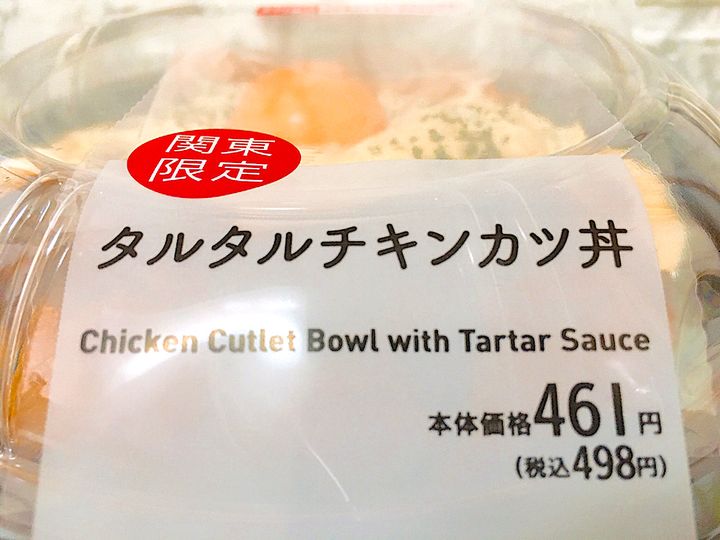 関東
限定
タルタルチキンカツ丼
Chicken Cutlet Bowl with Tartar Sauce
本体価格461円
(税込498円)